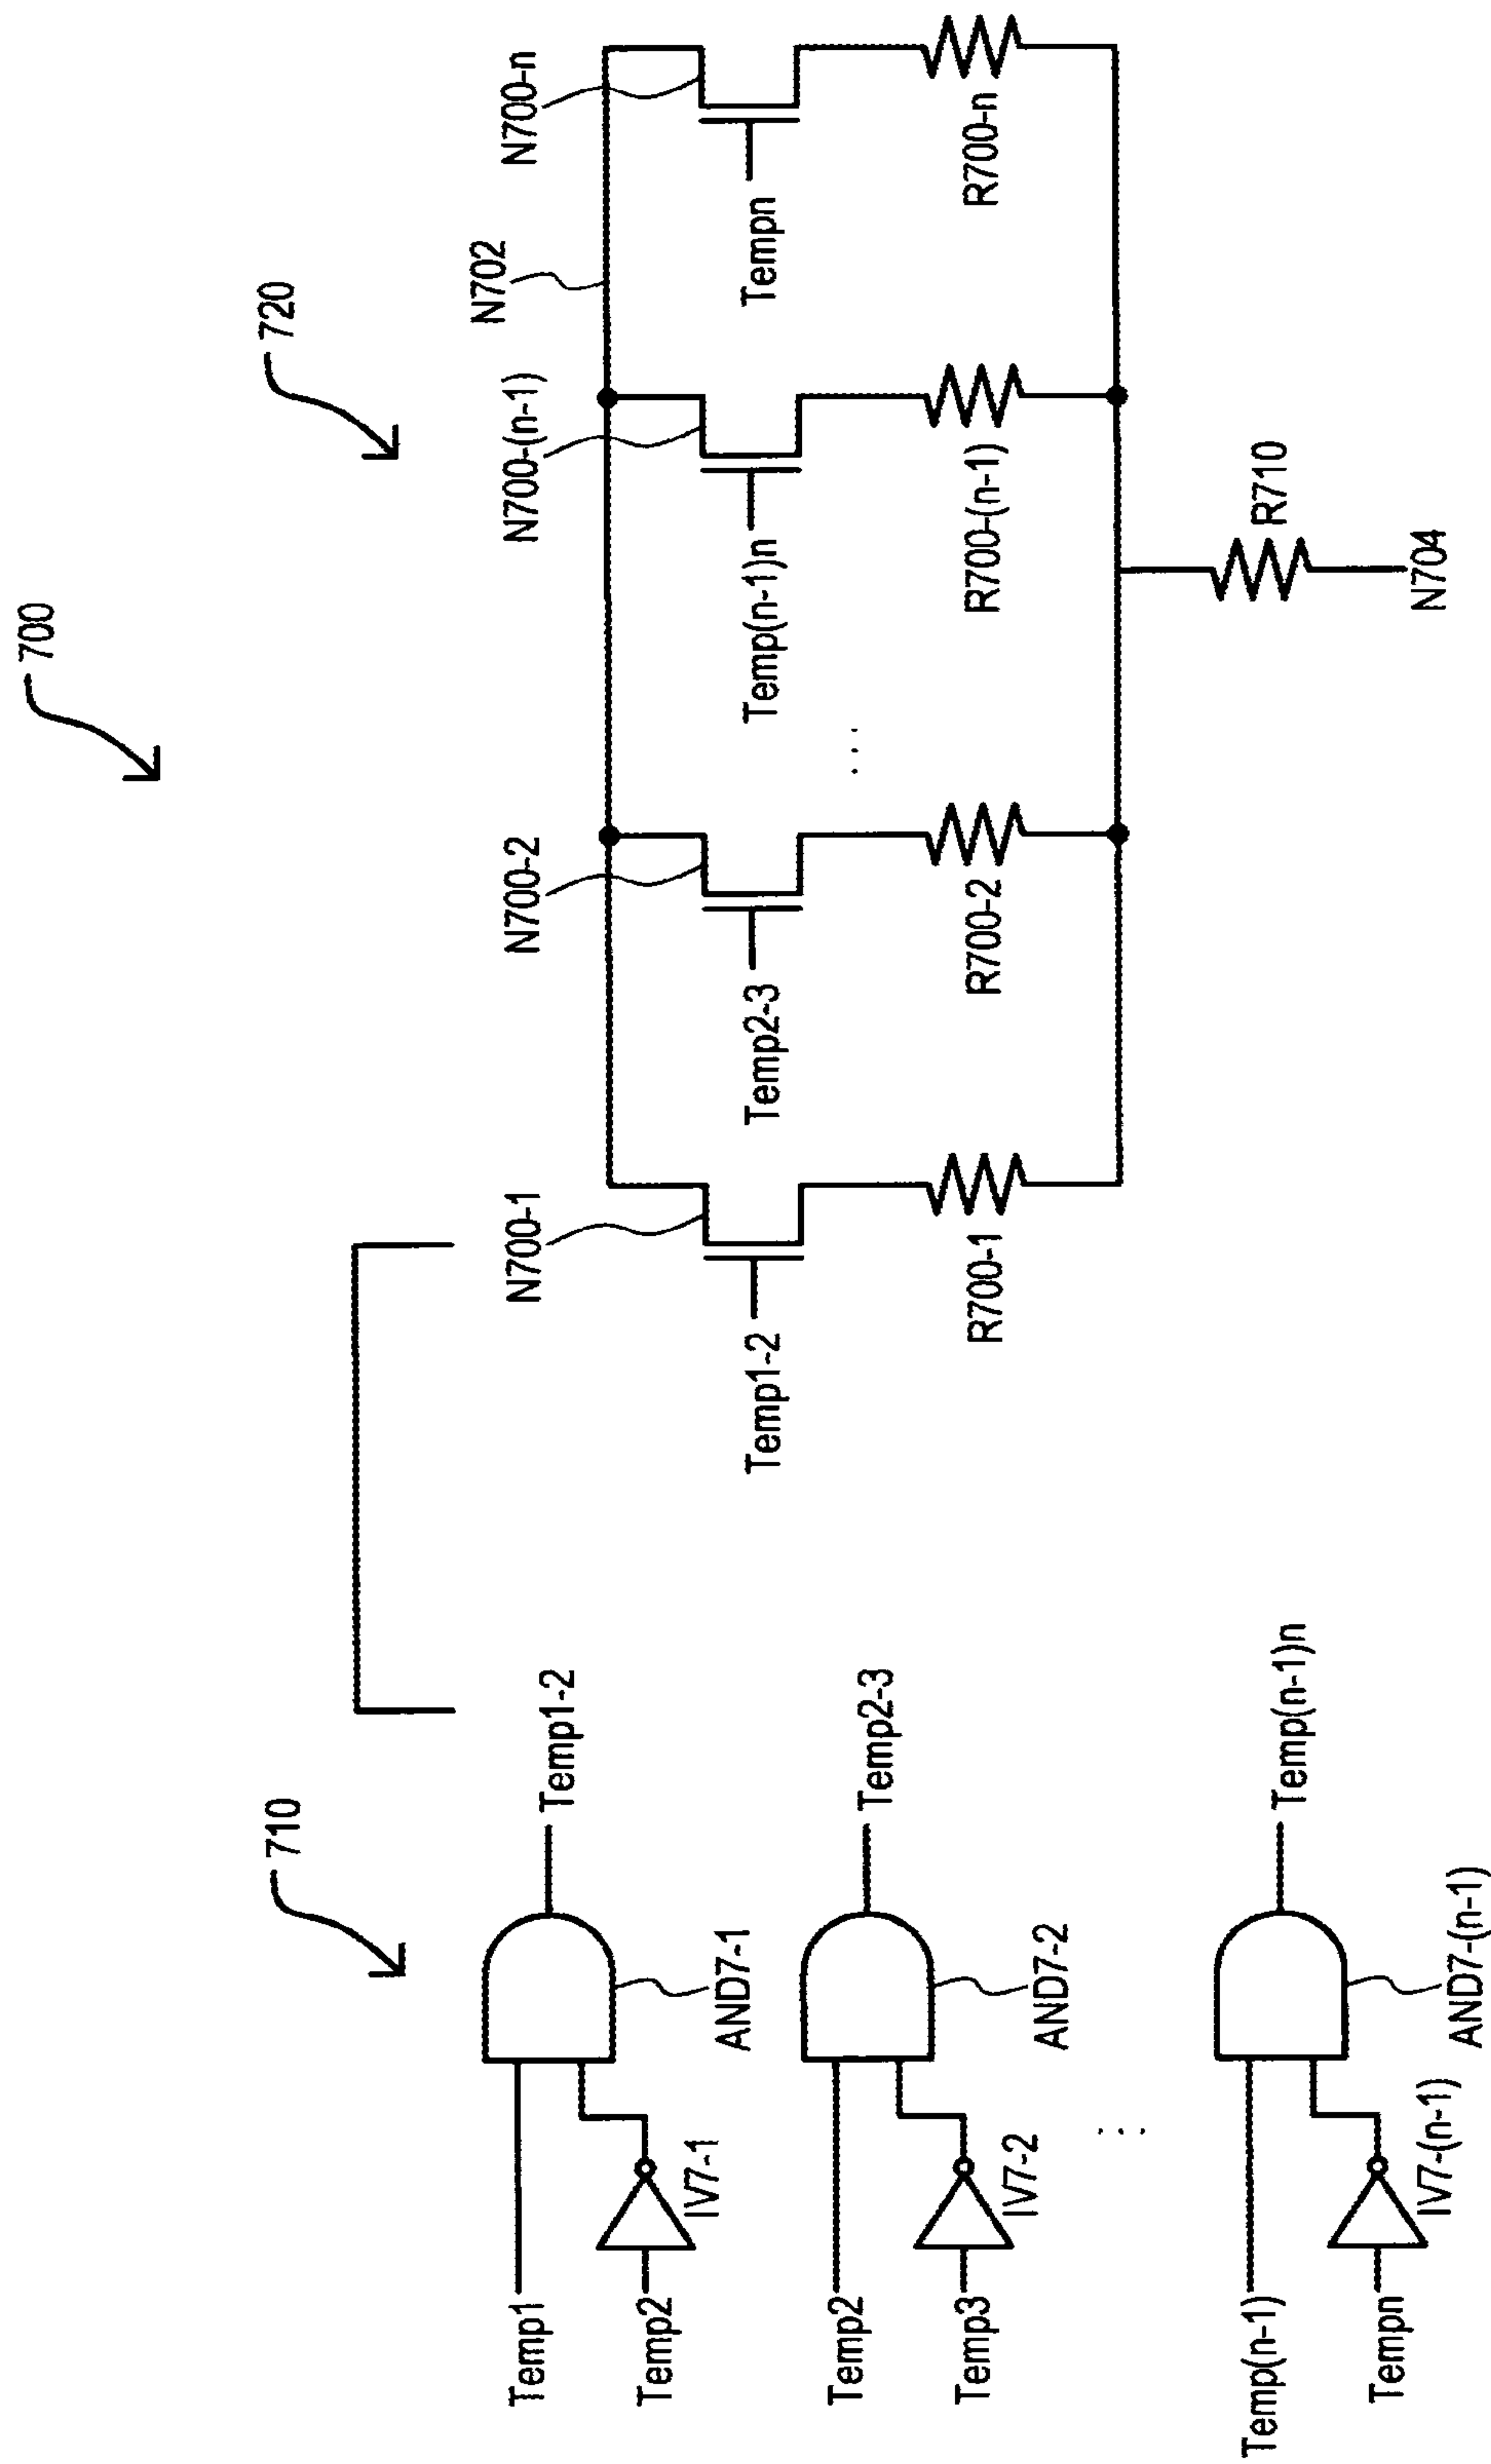 700
710
Temp1
Temp2
IV7-1
AND7-1
Temp1-2
Temp2
Temp3
IV7-2
AND7-2
Temp2-3
⋮
Temp(n-1)
Tempn
IV7-(n-1)
AND7-(n-1)
Temp(n-1)n
720
N702
N700-1
N700-2
N700-(n-1)
N700-n
Temp1-2
Temp2-3
Temp(n-1)n
Tempn
...
R700-1
R700-2
R700-(n-1)
R700-n
R710
N704